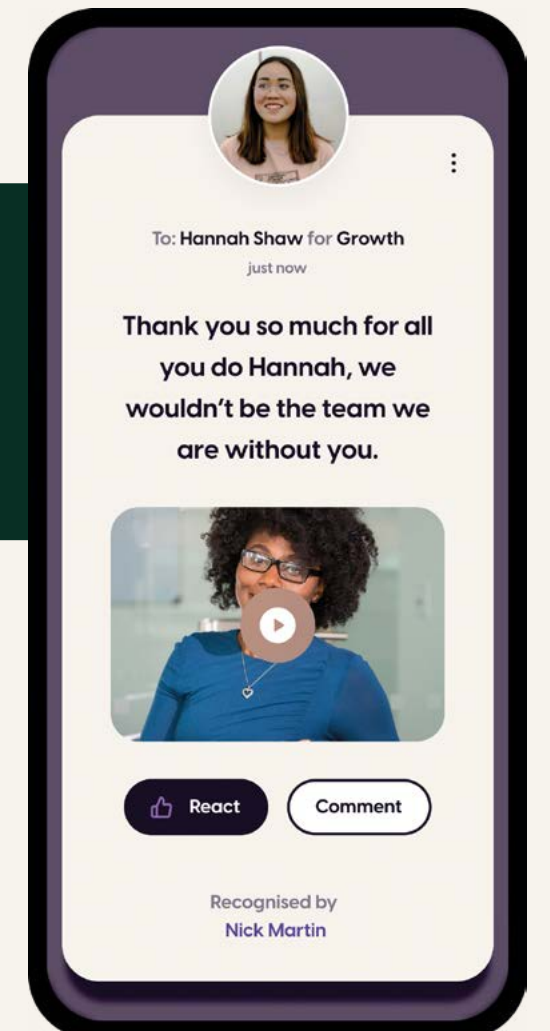 To: Hannah Shaw for Growth
just now
Thank you so much for all
you do Hannah, we
wouldn’t be the team we
are without you.
React
Comment
Recognised by
Nick Martin